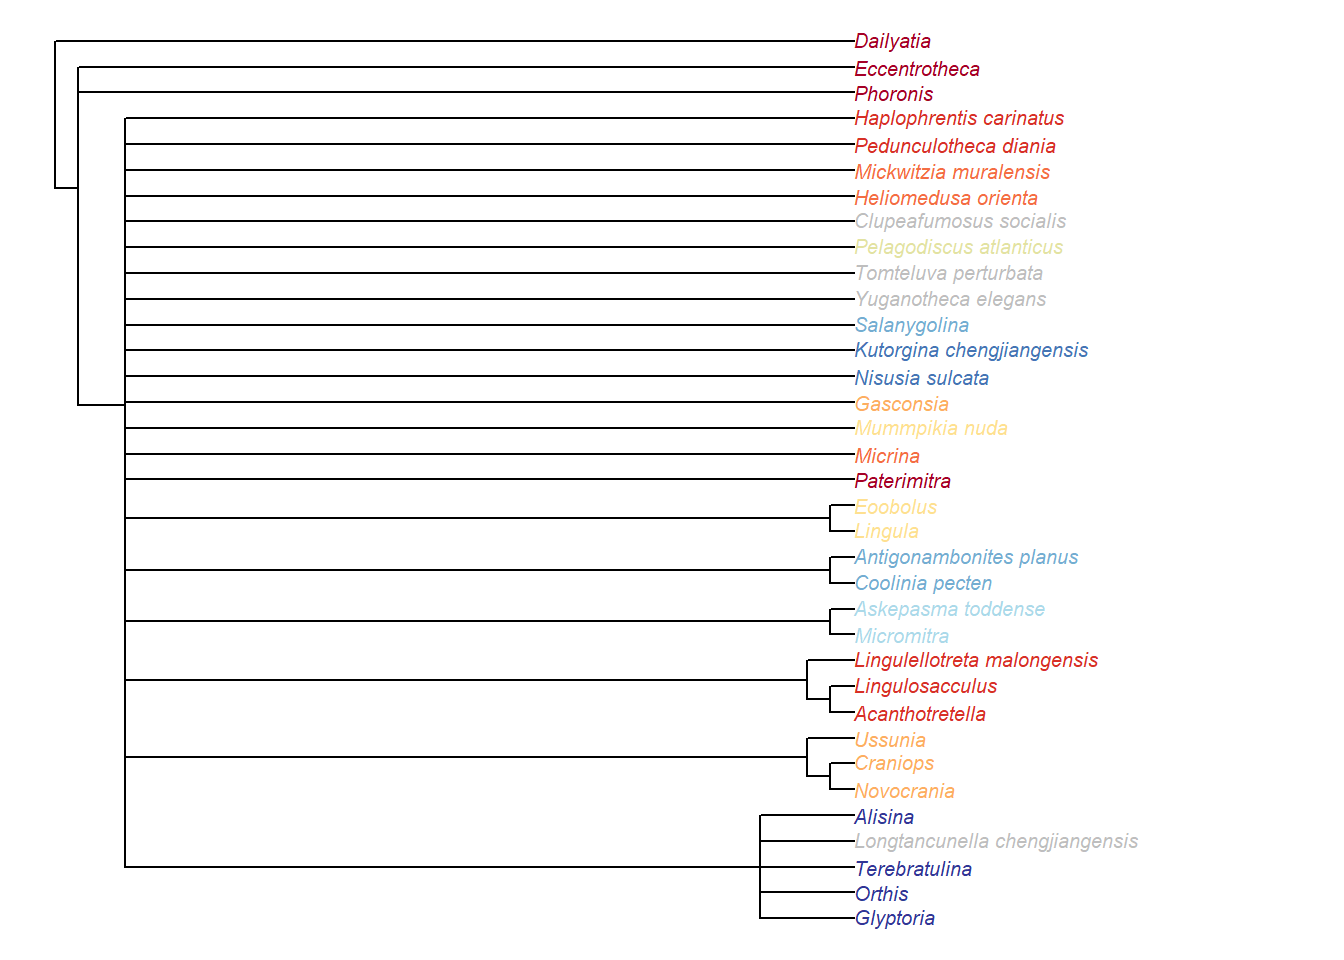 Dailyatia
Eccentrotheca
Phoronis
Haplophrentis carinatus
Pedunculotheca diania
Mickwitzia muralensis
Heliomedusa orienta
Clupeafumosus socialis
Pelagodiscus atlanticus
Tomteluva perturbata
Yuganotheca elegans
Salanygolina
Kutorgina chengjiangensis
Nisusia sulcata
Gasconsia
Mummpikia nuda
Micrina
Paterimitra
Eoobolus
Lingula
Antigonambonites planus
Coolinia pecten
Askepasma toddense
Micromitra
Lingulellotreta malongensis
Lingulosacculus
Acanthotretella
Ussunia
Craniops
Novocrania
Alisina
Longtancunella chengjiangensis
Terebratulina
Orthis
Glyptoria